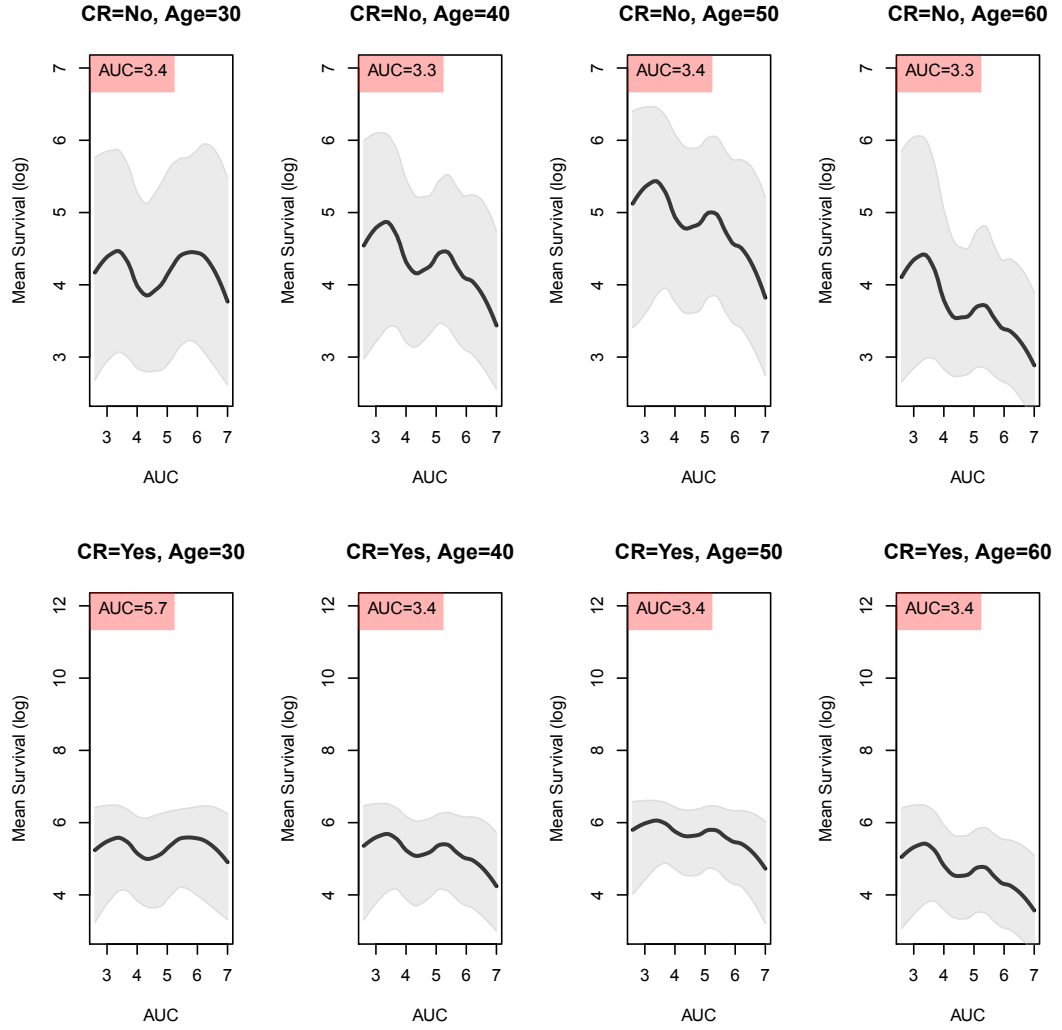 CR=No, Age=30
AUC=3.4
7
6
5
4
3
Mean Survival (log)
3 4 5 6 7
AUC
CR=No, Age=40
AUC=3.3
7
6
5
4
3
Mean Survival (log)
3 4 5 6 7
AUC
CR=No, Age=50
AUC=3.4
7
6
5
4
3
Mean Survival (log)
3 4 5 6 7
AUC
CR=No, Age=60
AUC=3.3
7
6
5
4
3
Mean Survival (log)
3 4 5 6 7
AUC
CR=Yes, Age=30
AUC=5.7
12
10
8
6
4
Mean Survival (log)
3 4 5 6 7
AUC
CR=Yes, Age=40
AUC=3.4
12
10
8
6
4
Mean Survival (log)
3 4 5 6 7
AUC
CR=Yes, Age=50
AUC=3.4
12
10
8
6
4
Mean Survival (log)
3 4 5 6 7
AUC
CR=Yes, Age=60
AUC=3.4
12
10
8
6
4
Mean Survival (log)
3 4 5 6 7
AUC